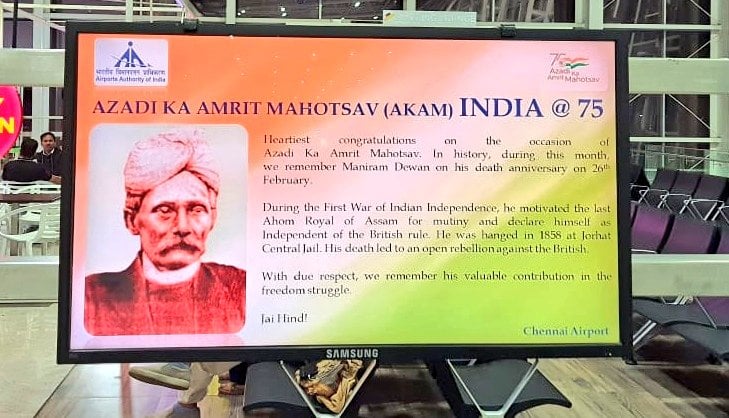 भारतीय विमानपत्तन प्राधिकरण
Airports Authority of India
75
Azadi Ka
Amrit Mahotsav
AZADI KA AMRIT MAHOTSAV (AKAM) INDIA @ 75
Heartiest congratulations on the occasion of
Azadi Ka Amrit Mahotsav. In history, during this month,
we remember Maniram Dewan on his death anniversary on 26th
February.
During the First War of Indian Independence, he motivated the last
Ahom Royal of Assam for mutiny and declare himself as
Independent of the British rule. He was hanged in 1858 at Jorhat
Central Jail. His death led to an open rebellion against the British.
With due respect, we remember his valuable contribution in the
freedom struggle.
Jai Hind!
Chennai Airport
SAMSUNG